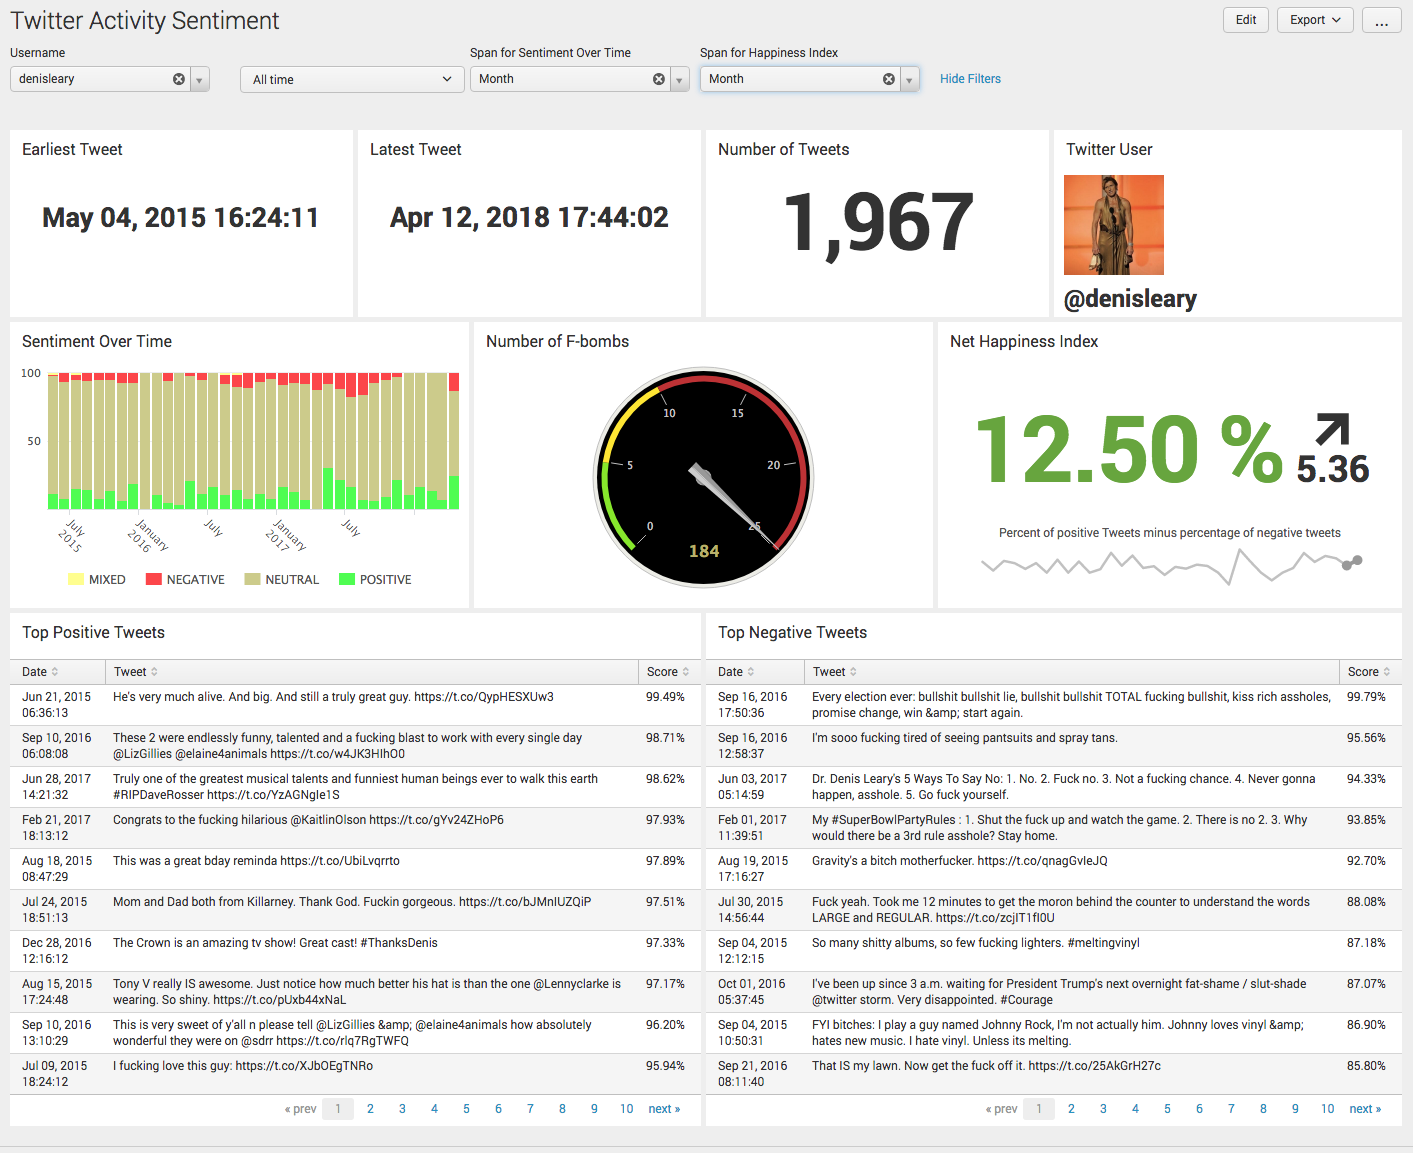 Twitter Activity Sentiment
Edit
Export
...
Username
Span for Sentiment Over Time
Span for Happiness Index
denisleary
All time
Month
Month
Hide Filters
Earliest Tweet
May 04, 2015 16:24:11
Latest Tweet
Apr 12, 2018 17:44:02
Number of Tweets
1,967
Twitter User
@denisleary
Sentiment Over Time
100
50
July
2015
January
2016
July
January
2017
July
MIXED
NEGATIVE
NEUTRAL
POSITIVE
Number of F-bombs
0
5
10
15
20
25
184
Net Happiness Index
12.50 %
5.36
Percent of positive Tweets minus percentage of negative tweets
Top Positive Tweets
Date
Tweet
Score
Jun 21, 2015
06:36:13
He's very much alive. And big. And still a truly great guy. https://t.co/QypHESXUw3
99.49%
Sep 10, 2016
06:08:08
These 2 were endlessly funny, talented and a fucking blast to work with every single day
@LizGillies @elaine4animals https://t.co/w4JK3HIhO0
98.71%
Jun 28, 2017
14:21:32
Truly one of the greatest musical talents and funniest human beings ever to walk this earth
#RIPDaveRosser https://t.co/YzAGNgIe1S
98.62%
Feb 21, 2017
18:13:12
Congrats to the fucking hilarious @KaitlinOlson https://t.co/gYv24ZHoP6
97.93%
Aug 18, 2015
08:47:29
This was a great bday reminda https://t.co/UbiLvqrrto
97.89%
Jul 24, 2015
18:51:13
Mom and Dad both from Killarney. Thank God. Fuckin gorgeous. https://t.co/bJMnIUZQiP
97.51%
Dec 28, 2016
12:16:12
The Crown is an amazing tv show! Great cast! #ThanksDenis
97.33%
Aug 15, 2015
17:24:48
Tony V really IS awesome. Just notice how much better his hat is than the one @Lennyclarke is
wearing. So shiny. https://t.co/pUxb44xNaL
97.17%
Sep 10, 2016
13:10:29
This is very sweet of y'all n please tell @LizGillies &amp; @elaine4animals how absolutely
wonderful they were on @sdrr https://t.co/rlq7RgTWFQ
96.20%
Jul 09, 2015
18:24:12
I fucking love this guy: https://t.co/XJbOEgTNRo
95.94%
« prev 1 2 3 4 5 6 7 8 9 10 next »
Top Negative Tweets
Date
Tweet
Score
Sep 16, 2016
17:50:36
Every election ever: bullshit bullshit lie, bullshit bullshit TOTAL fucking bullshit, kiss rich assholes,
promise change, win &amp; start again.
99.79%
Sep 16, 2016
12:58:37
I'm sooo fucking tired of seeing pantsuits and spray tans.
95.56%
Jun 03, 2017
05:14:59
Dr. Denis Leary's 5 Ways To Say No: 1. No. 2. Fuck no. 3. Not a fucking chance. 4. Never gonna
happen, asshole. 5. Go fuck yourself.
94.33%
Feb 01, 2017
11:39:51
My #SuperBowlPartyRules : 1. Shut the fuck up and watch the game. 2. There is no 2. 3. Why
would there be a 3rd rule asshole? Stay home.
93.85%
Aug 19, 2015
17:16:27
Gravity's a bitch motherfucker. https://t.co/qnagGvIeJQ
92.70%
Jul 30, 2015
14:56:44
Fuck yeah. Took me 12 minutes to get the moron behind the counter to understand the words
LARGE and REGULAR. https://t.co/zcjIT1fI0U
88.08%
Sep 04, 2015
12:12:15
So many shitty albums, so few fucking lighters. #meltingvinyl
87.18%
Oct 01, 2016
05:37:45
I've been up since 3 a.m. waiting for President Trump's next overnight fat-shame / slut-shade
@twitter storm. Very disappointed. #Courage
87.07%
Sep 04, 2015
10:50:31
FYI bitches: I play a guy named Johnny Rock, I'm not actually him. Johnny loves vinyl &amp;
hates new music. I hate vinyl. Unless its melting.
86.90%
Sep 21, 2016
08:11:40
That IS my lawn. Now get the fuck off it. https://t.co/25AkGrH27c
85.80%
« prev 1 2 3 4 5 6 7 8 9 10 next »